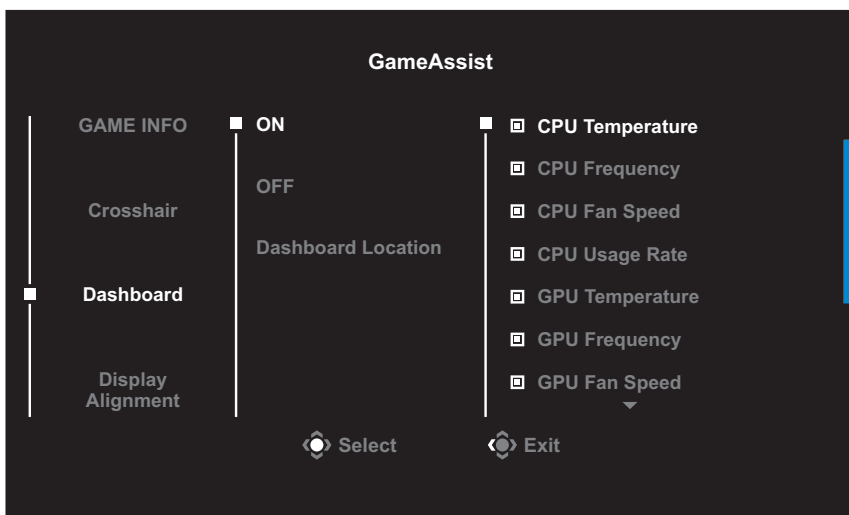 GameAssist
GAME INFO
Crosshair
Dashboard
Display
Alignment
ON
OFF
Dashboard Location
CPU Temperature
CPU Frequency
CPU Fan Speed
CPU Usage Rate
GPU Temperature
GPU Frequency
GPU Fan Speed
Select
Exit